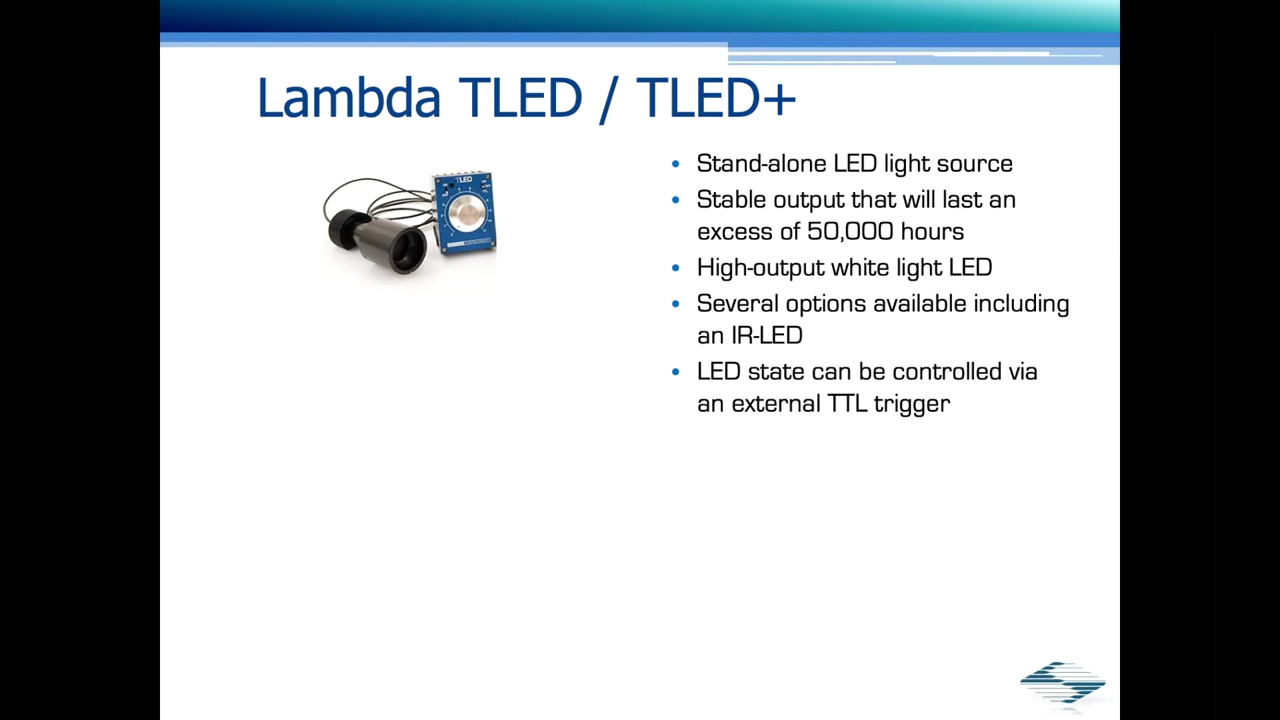 Lambda TLED / TLED+
TLED
• Stand-alone LED light source
• Stable output that will last an
excess of 50,000 hours
• High-output white light LED
• Several options available including
an IR-LED
• LED state can be controlled via
an external TTL trigger